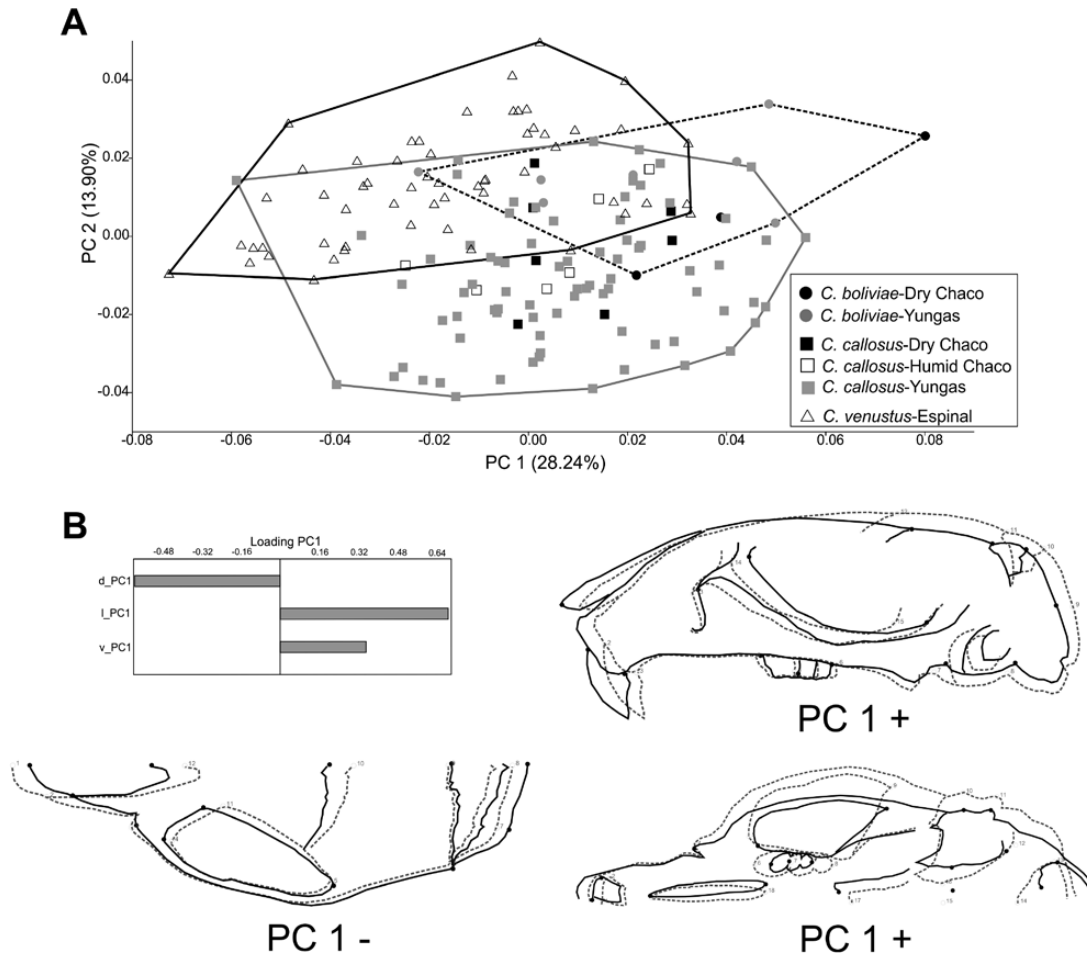 A
PC 2 (13.90%)
0.04
0.02
0.00
-0.02
-0.04
-0.08
-0.06
-0.04
-0.02
0.00
0.02
0.04
0.06
0.08
PC 1 (28.24%)
C. boliviae-Dry Chaco
C. boliviae-Yungas
C. callosus-Dry Chaco
C. callosus-Humid Chaco
C. callosus-Yungas
C. venustus-Espinal
B
Loading PC1
-0.48 -0.32 -0.16 0.16 0.32 0.48 0.64
d_PC1
l_PC1
v_PC1
PC 1 +
PC 1 -
PC 1 +